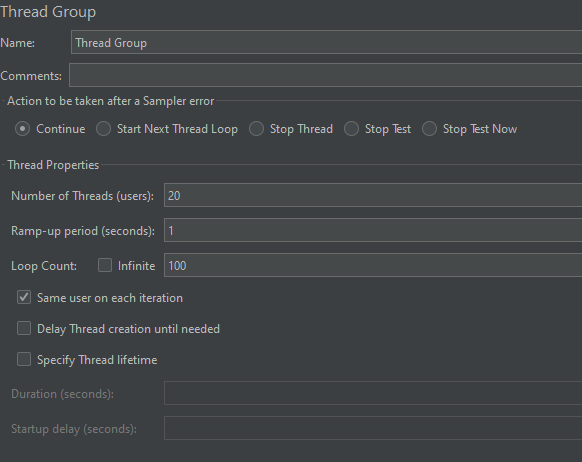 Thread Group
Name: Thread Group
Comments:
Action to be taken after a Sampler error
Continue Start Next Thread Loop Stop Thread Stop Test Stop Test Now
Thread Properties
Number of Threads (users): 20
Ramp-up period (seconds): 1
Loop Count: Infinite 100
Same user on each iteration
Delay Thread creation until needed
Specify Thread lifetime
Duration (seconds):
Startup delay (seconds):